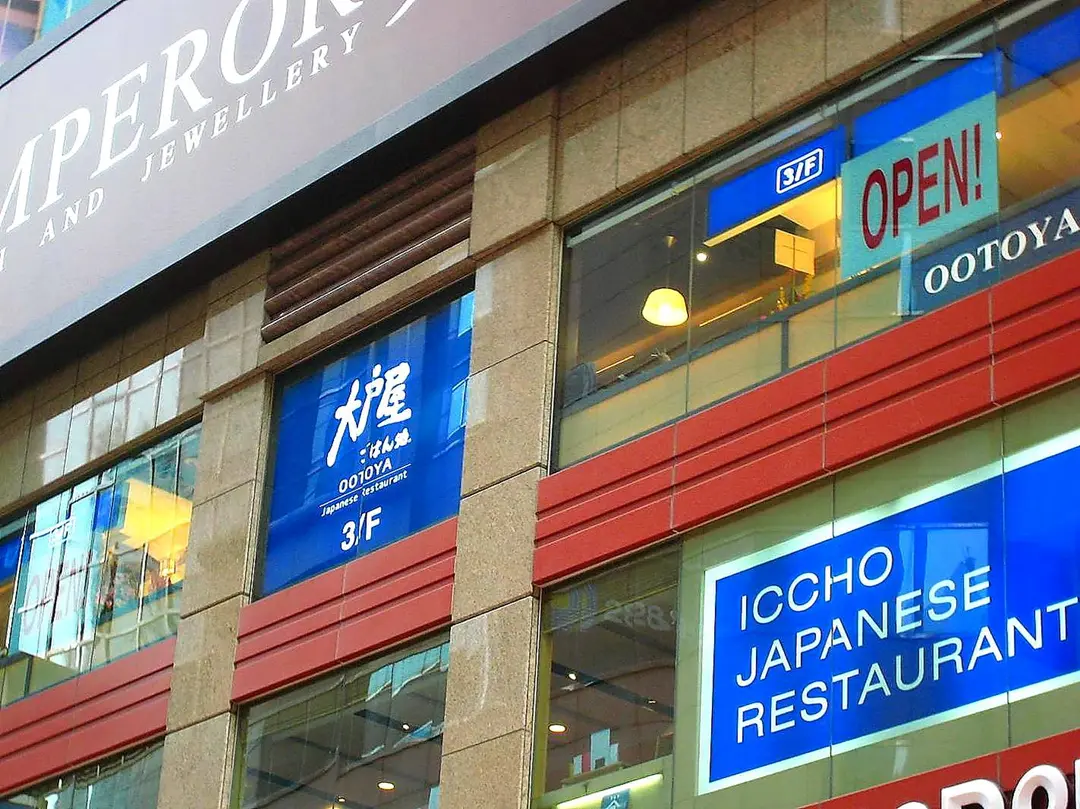 MPEROR
H AND JEWELLERY
3/F
OPEN!
OOTOYA
大戸屋
ごはん処
OOTOYA
Japanese Restaurant
3/F
OPEN!
ICCHO
JAPANESE
RESTAURANT